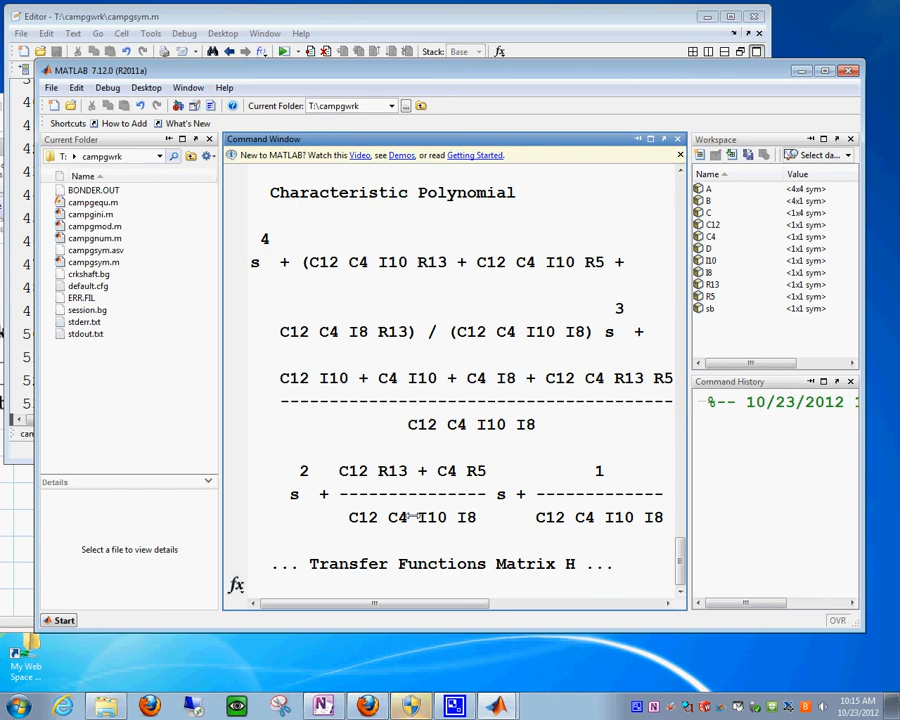 Editor - T:\campgwrk\campgsym.m
File Edit Text Go Cell Tools Debug Desktop Window Help
Stack: Base fx
MATLAB 7.12.0 (R2011a)
File Edit Debug Desktop Window Help
Current Folder: T:\campgwrk
Shortcuts How to Add What's New
Current Folder
T: campgwrk
Name
BONDER.OUT
campgequ.m
campgini.m
campgmod.m
campgnum.m
campgsym.asv
campgsym.m
crkshaft.bg
default.cfg
ERR.FIL
session.bg
stderr.txt
stdout.txt
Details
Select a file to view details
Start
Command Window
New to MATLAB? Watch this Video, see Demos, or read Getting Started.
Characteristic Polynomial
4
s + (C12 C4 I10 R13 + C12 C4 I10 R5 +
3
C12 C4 I8 R13) / (C12 C4 I10 I8) s +
C12 I10 + C4 I10 + C4 I8 + C12 C4 R13 R5
----------------------------------------
C12 C4 I10 I8
2 C12 R13 + C4 R5 1
s + --------------- s + -------------
C12 C4 I10 I8 C12 C4 I10 I8
... Transfer Functions Matrix H ...
fx
Workspace
Select da...
Name Value
A <4x4 sym>
B <4x1 sym>
C <1x4 sym>
C12 <1x1 sym>
C4 <1x1 sym>
D <1x1 sym>
I10 <1x1 sym>
I8 <1x1 sym>
R13 <1x1 sym>
R5 <1x1 sym>
sb <1x1 sym>
Command History
%-- 10/23/2012
OVR
My Web
Space ...
10:15 AM
10/23/2012